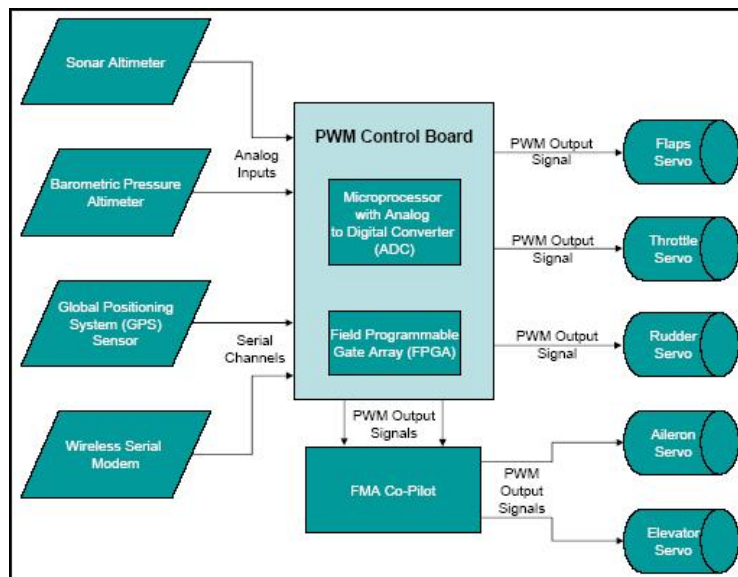 Sonar Altimeter
Barometric Pressure
Altimeter
Global Positioning
System (GPS)
Sensor
Wireless Serial
Modem
Analog
Inputs
Serial
Channels
PWM Control Board
Microprocessor
with Analog
to Digital Converter
(ADC)
Field Programmable
Gate Array (FPGA)
PWM Output
Signals
FMA Co-Pilot
PWM Output
Signal
PWM Output
Signal
PWM Output
Signal
PWM
Output
Signals
Flaps
Servo
Throttle
Servo
Rudder
Servo
Aileron
Servo
Elevator
Servo